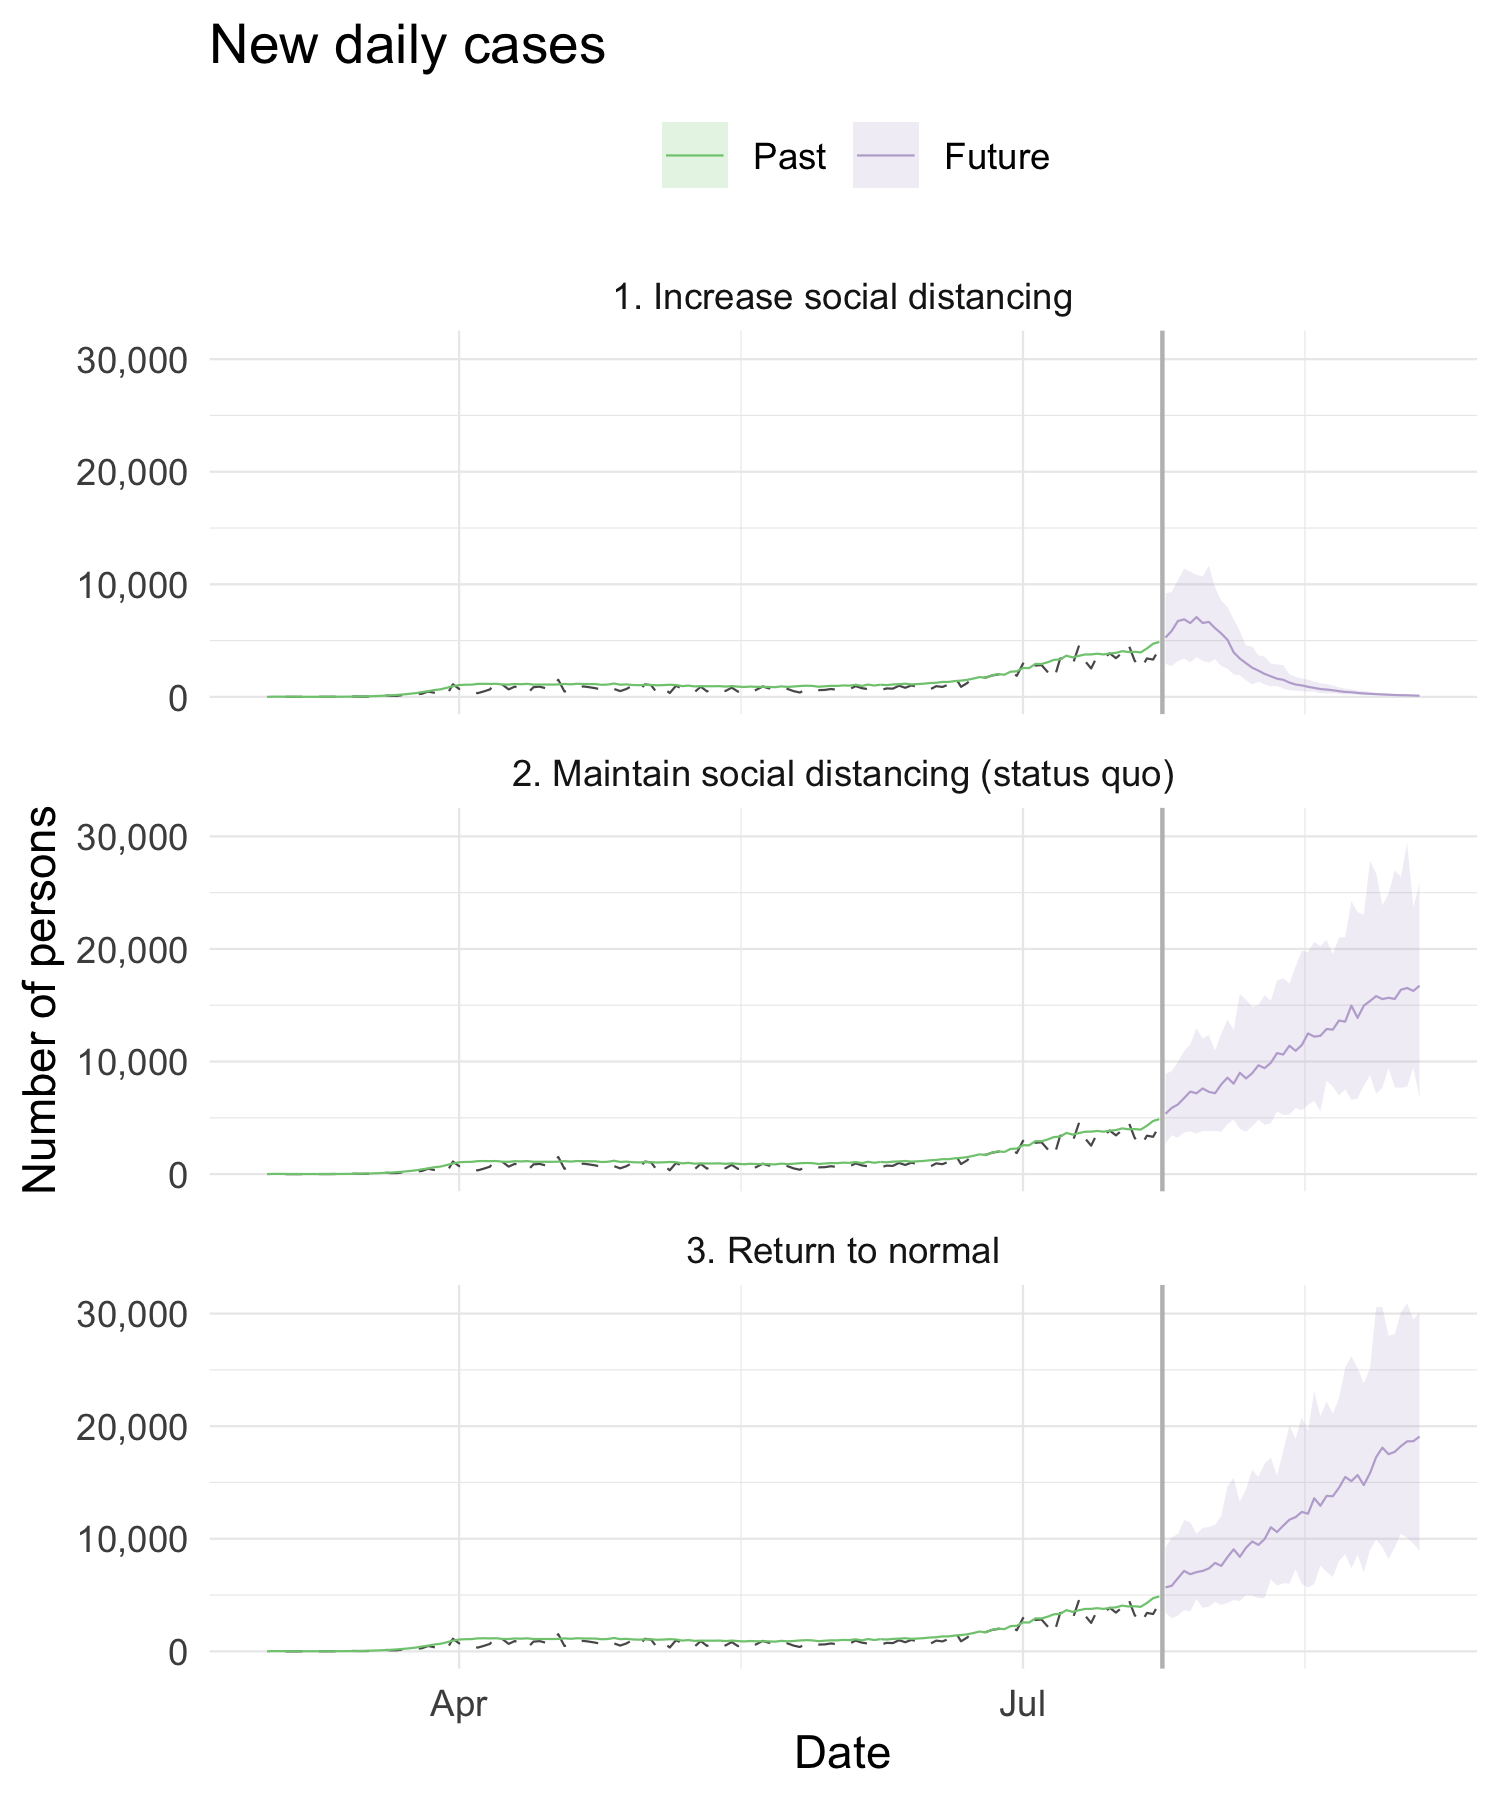 New daily cases
Past
Future
1. Increase social distancing
30,000
20,000
10,000
0
2. Maintain social distancing (status quo)
30,000
20,000
10,000
0
3. Return to normal
30,000
20,000
10,000
0
Number of persons
Apr
Jul
Date